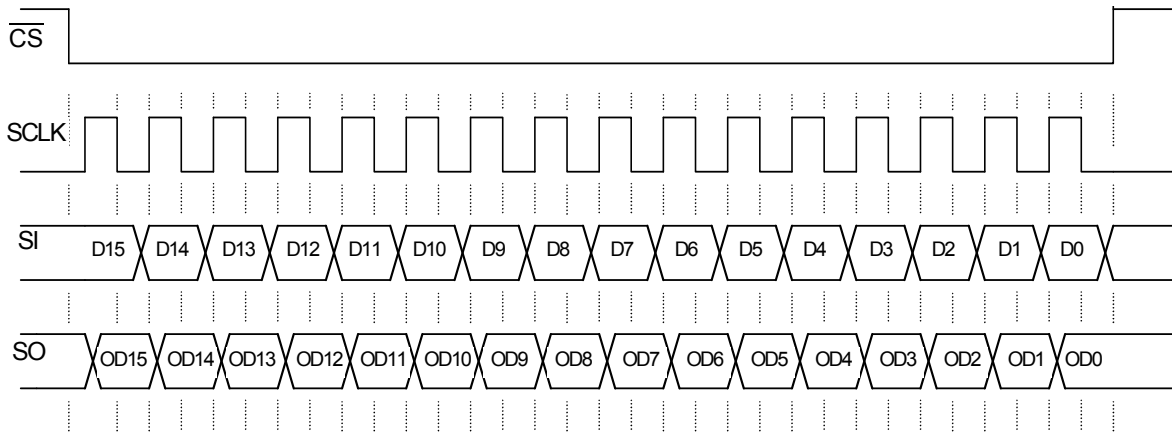 CS
SCLK
SI D15 D14 D13 D12 D11 D10 D9 D8 D7 D6 D5 D4 D3 D2 D1 D0
SO OD15 OD14 OD13 OD12 OD11 OD10 OD9 OD8 OD7 OD6 OD5 OD4 OD3 OD2 OD1 OD0